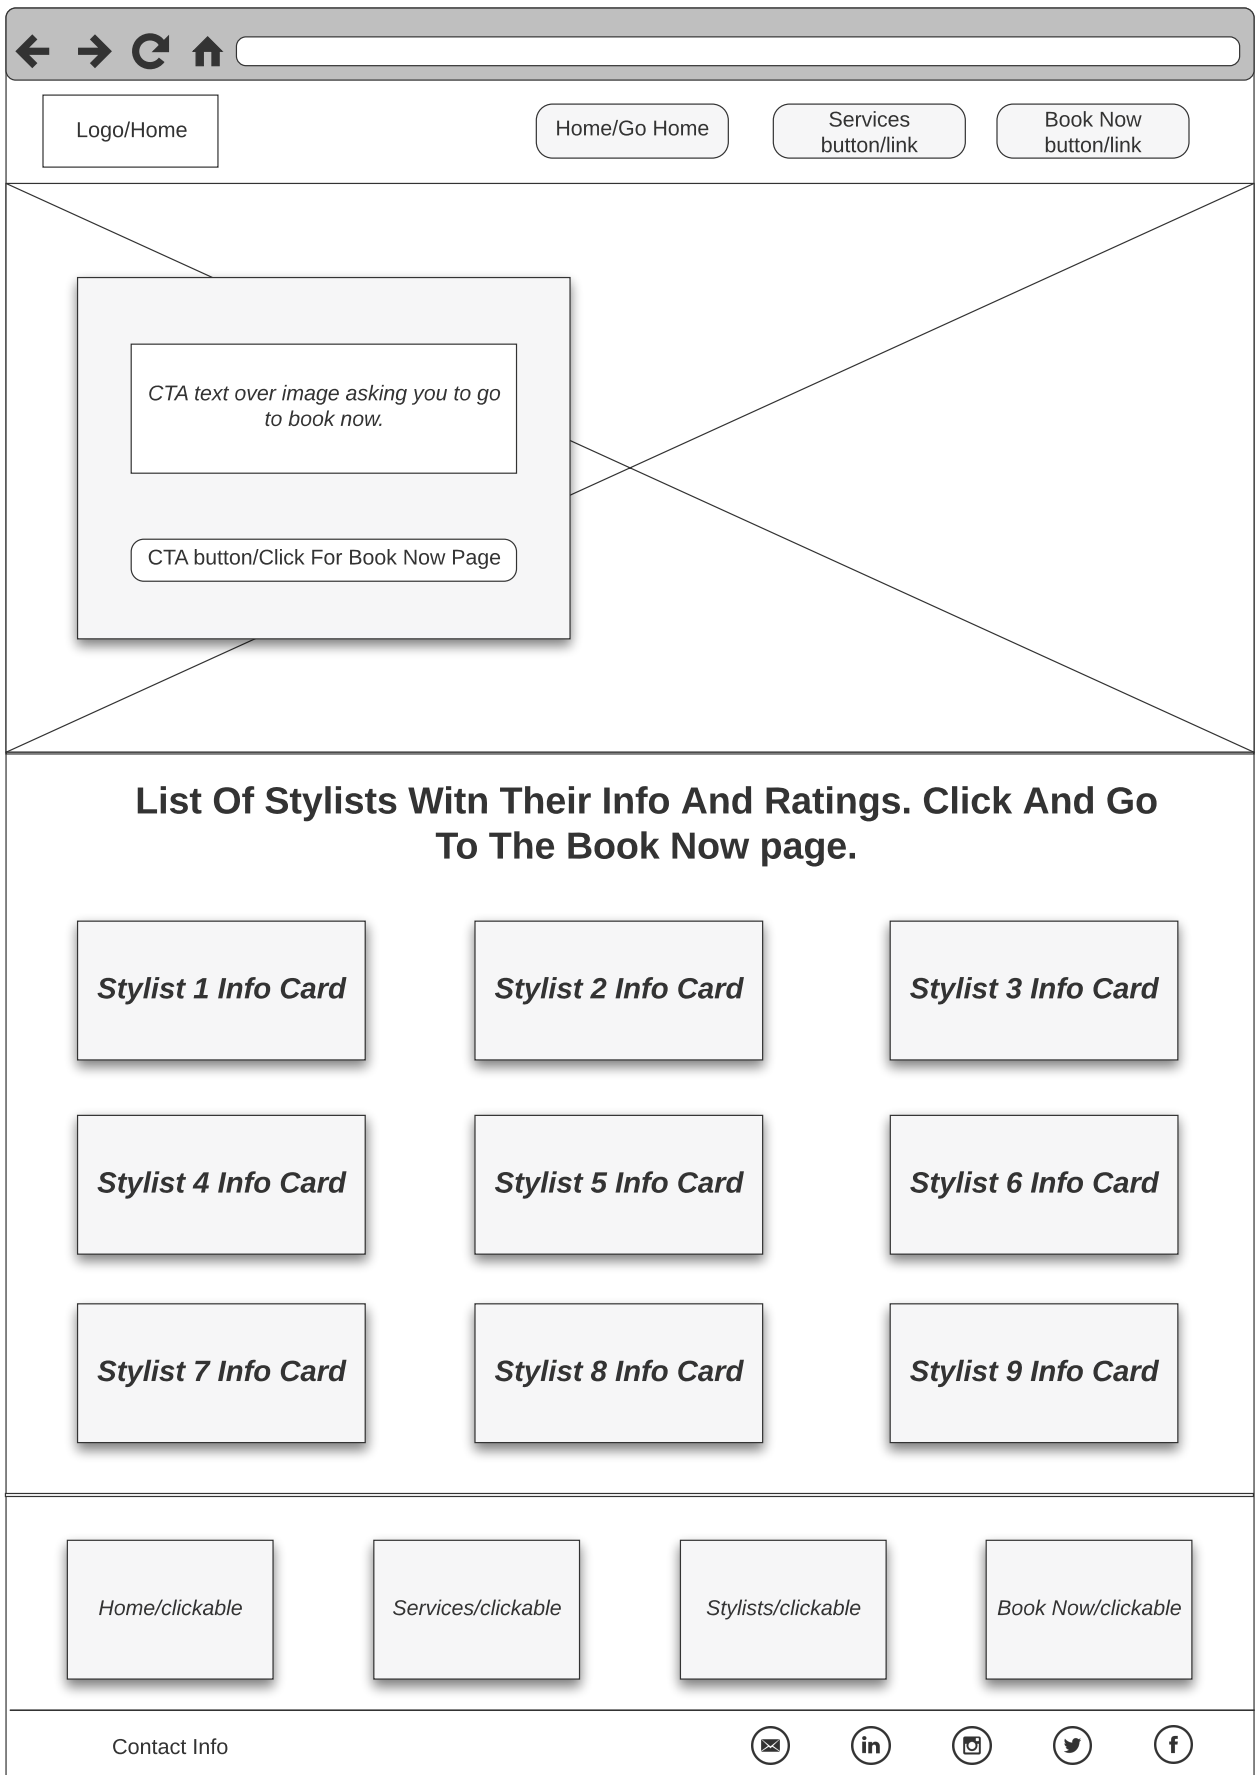 Logo/Home
Home/Go Home
Services
button/link
Book Now
button/link
CTA text over image asking you to go
to book now.
CTA button/Click For Book Now Page
List Of Stylists Witn Their Info And Ratings. Click And Go
To The Book Now page.
Stylist 1 Info Card
Stylist 2 Info Card
Stylist 3 Info Card
Stylist 4 Info Card
Stylist 5 Info Card
Stylist 6 Info Card
Stylist 7 Info Card
Stylist 8 Info Card
Stylist 9 Info Card
Home/clickable
Services/clickable
Stylists/clickable
Book Now/clickable
Contact Info